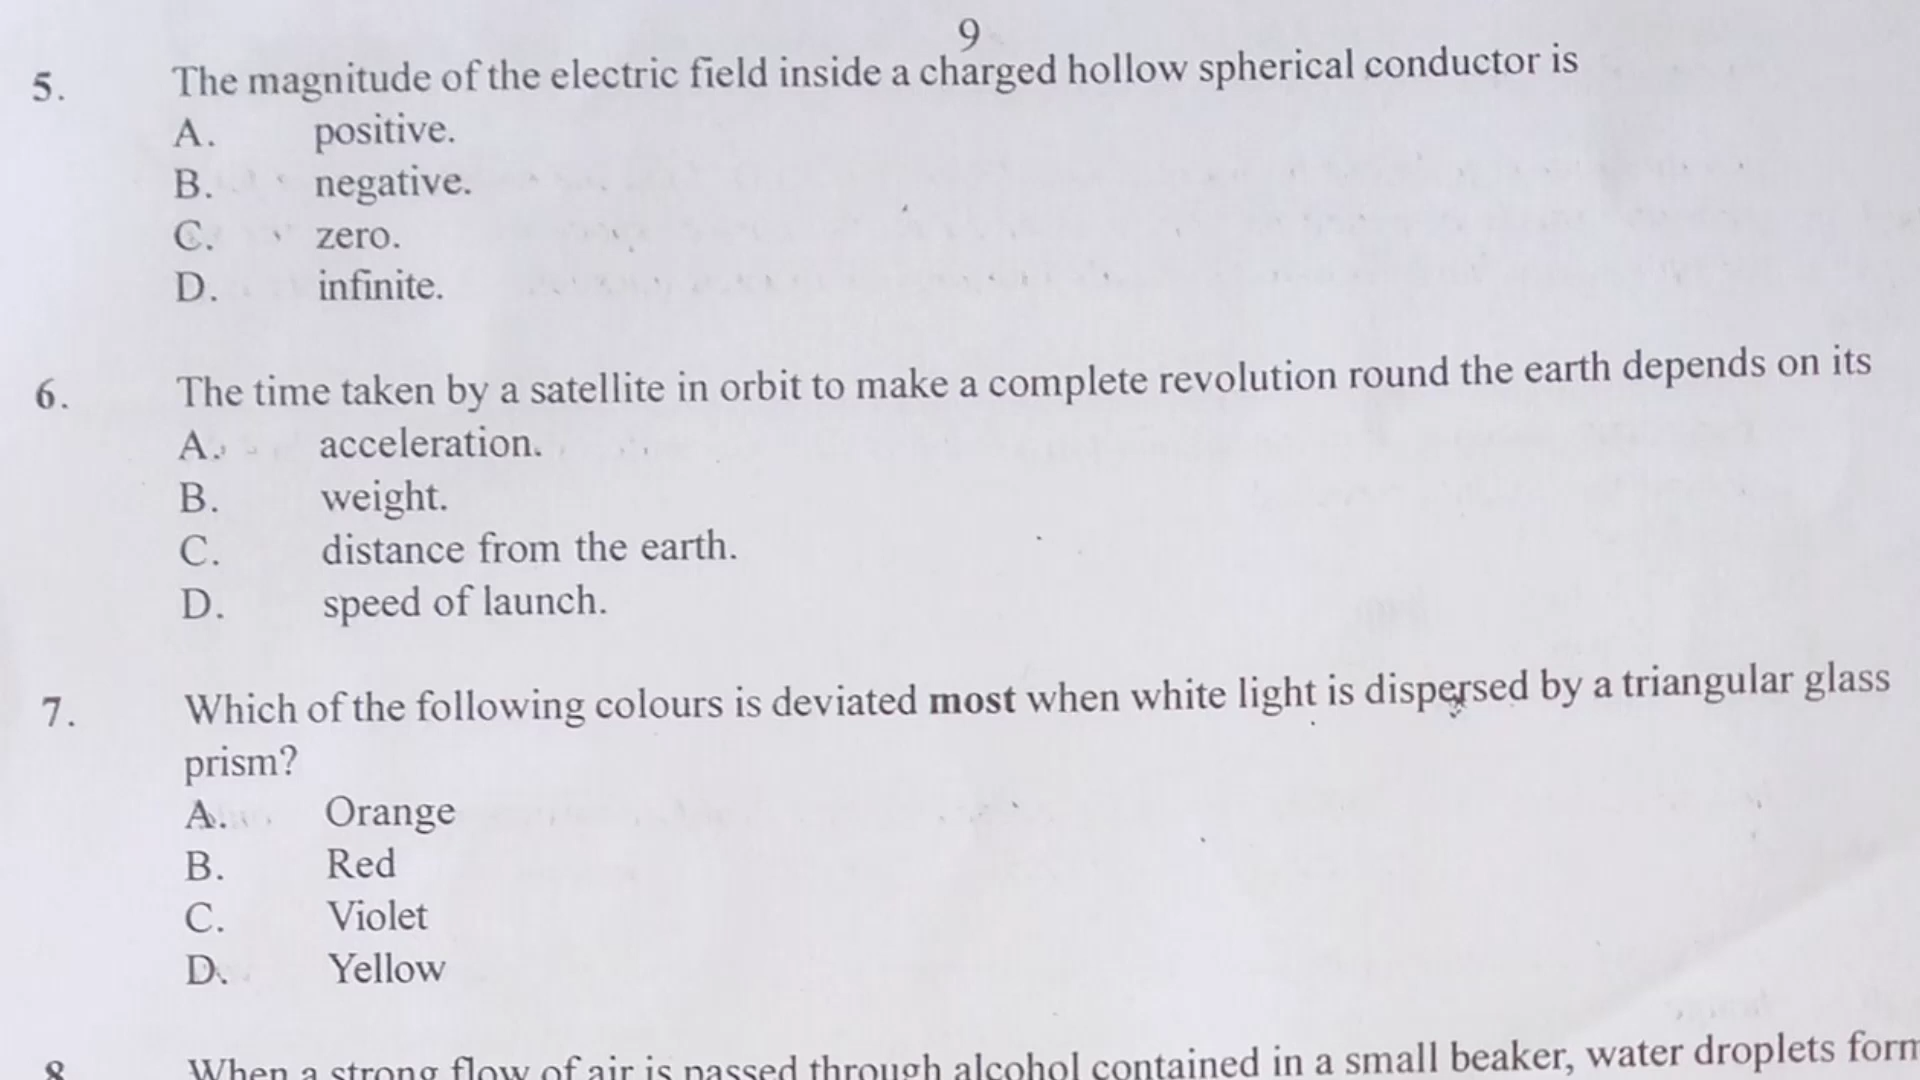 9
5. The magnitude of the electric field inside a charged hollow spherical conductor is
A. positive.
B. negative.
C. zero.
D. infinite.
6. The time taken by a satellite in orbit to make a complete revolution round the earth depends on its
A. acceleration.
B. weight.
C. distance from the earth.
D. speed of launch.
7. Which of the following colours is deviated most when white light is dispersed by a triangular glass
prism?
A. Orange
B. Red
C. Violet
D. Yellow
8 When a strong flow of air is passed through alcohol contained in a small beaker, water droplets form